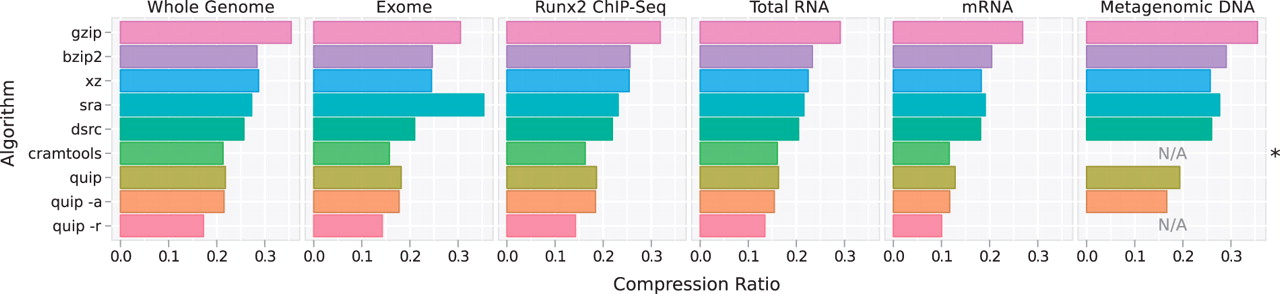 Whole Genome Exome Runx2 ChIP-Seq Total RNA mRNA Metagenomic DNA
Algorithm
gzip
bzip2
xz
sra
dsrc
cramtools N/A *
quip
quip -a
quip -r N/A
0.0 0.1 0.2 0.3 0.0 0.1 0.2 0.3 0.0 0.1 0.2 0.3 0.0 0.1 0.2 0.3 0.0 0.1 0.2 0.3 0.0 0.1 0.2 0.3
Compression Ratio